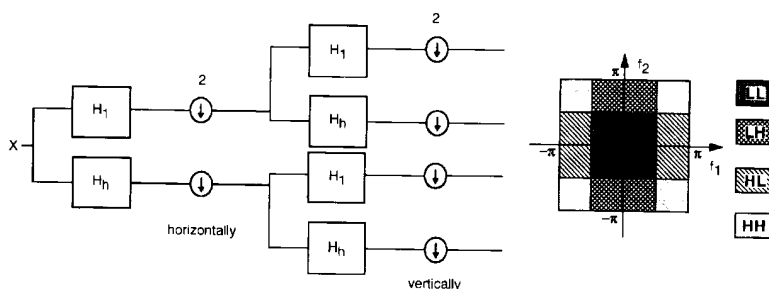 2
H1
2
H1
Hh
X
Hh
H1
Hh
horizontally
vertically
π
f2
-π
π
f1
-π
LL
LH
HL
HH